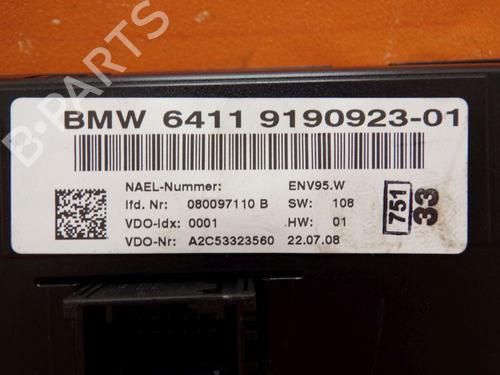 BMW 6411 9190923-01
NAEL-Nummer: ENV95.W
lfd. Nr: 080097110 B SW: 108
VDO-Idx: 0001 HW: 01
VDO-Nr: A2C53323560 22.07.08
751
33
B-PARTS